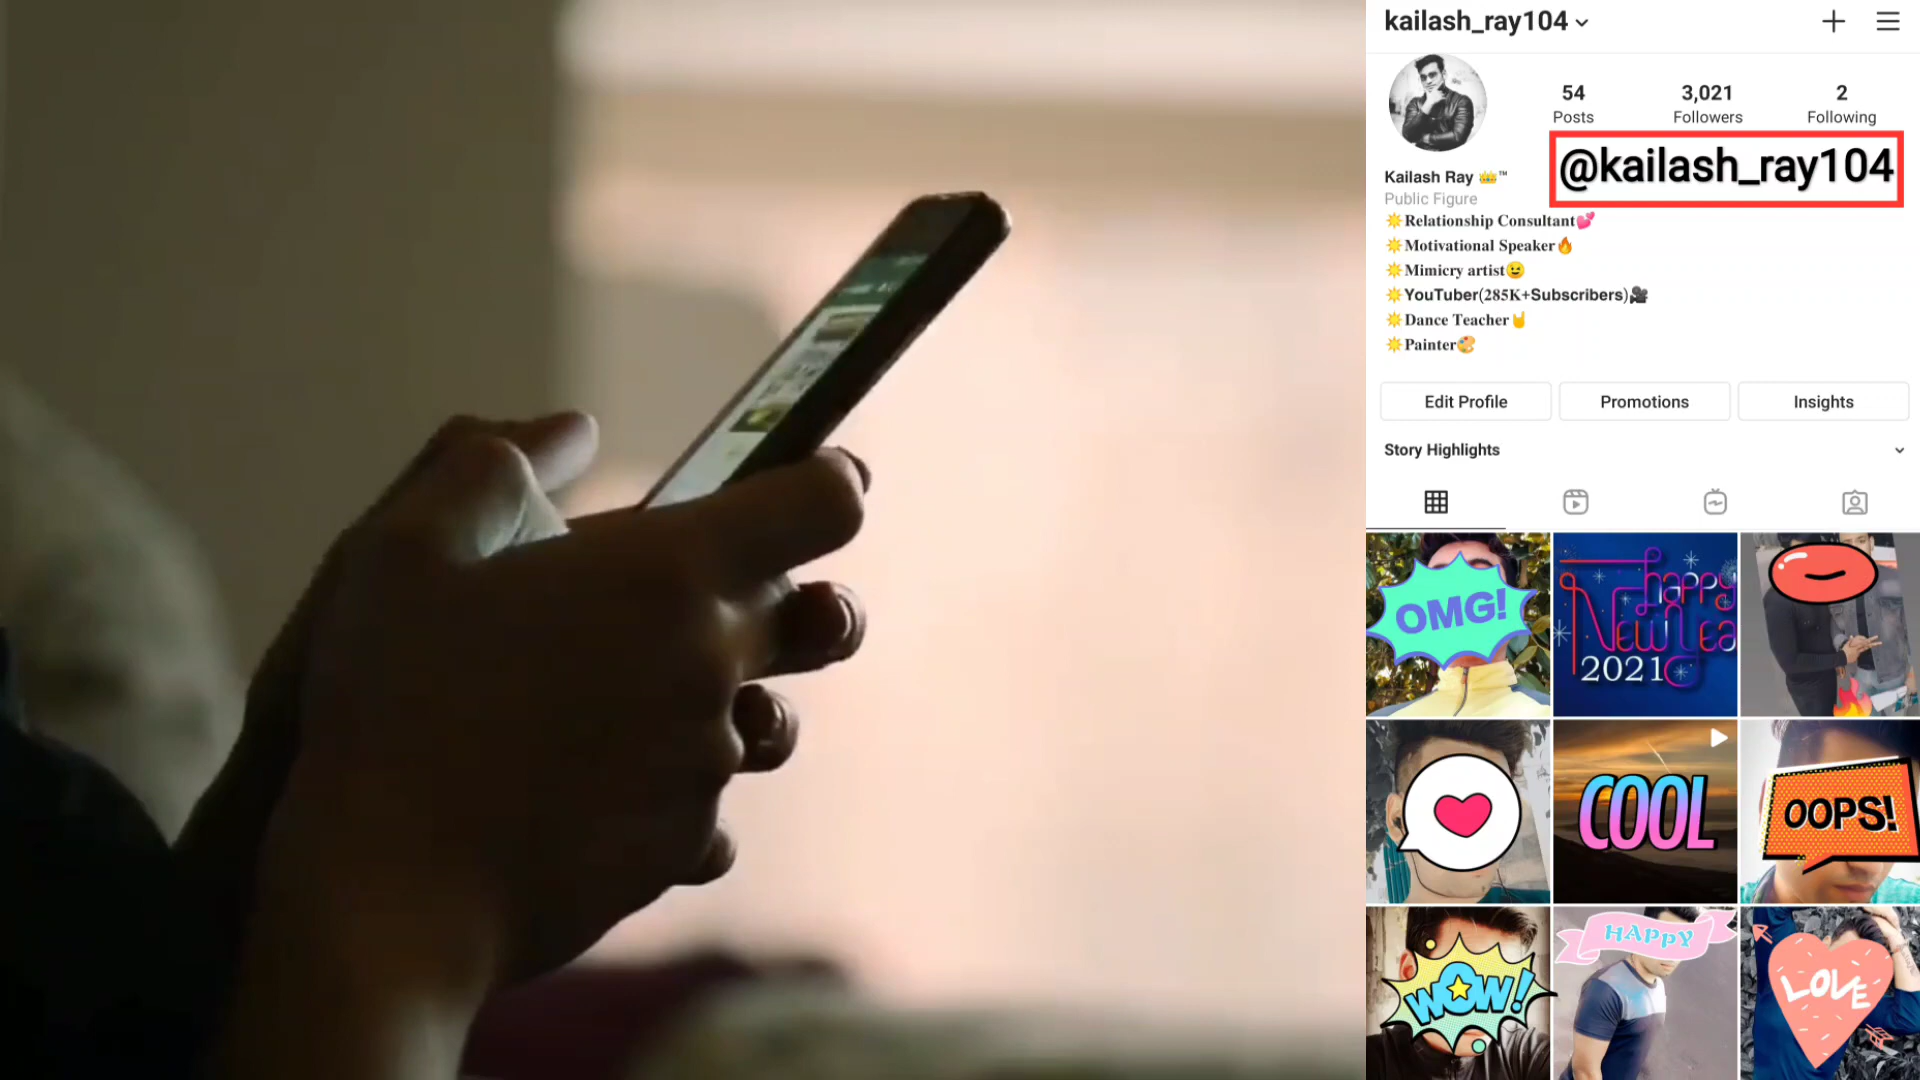 kailash_ray104
54
3,021
2
Posts
Followers
Following
@kailash_ray104
Kailash Ray 👑™
Public Figure
☀️Relationship Consultant💕
☀️Motivational Speaker🔥
☀️Mimicry artist😉
☀️YouTuber(285K+Subscribers)🎥
☀️Dance Teacher🤘
☀️Painter🎨
Edit Profile
Promotions
Insights
Story Highlights
OMG!
happy
New Yea
2021
COOL
OOPS!
WOW!
HAPPY
LOVE